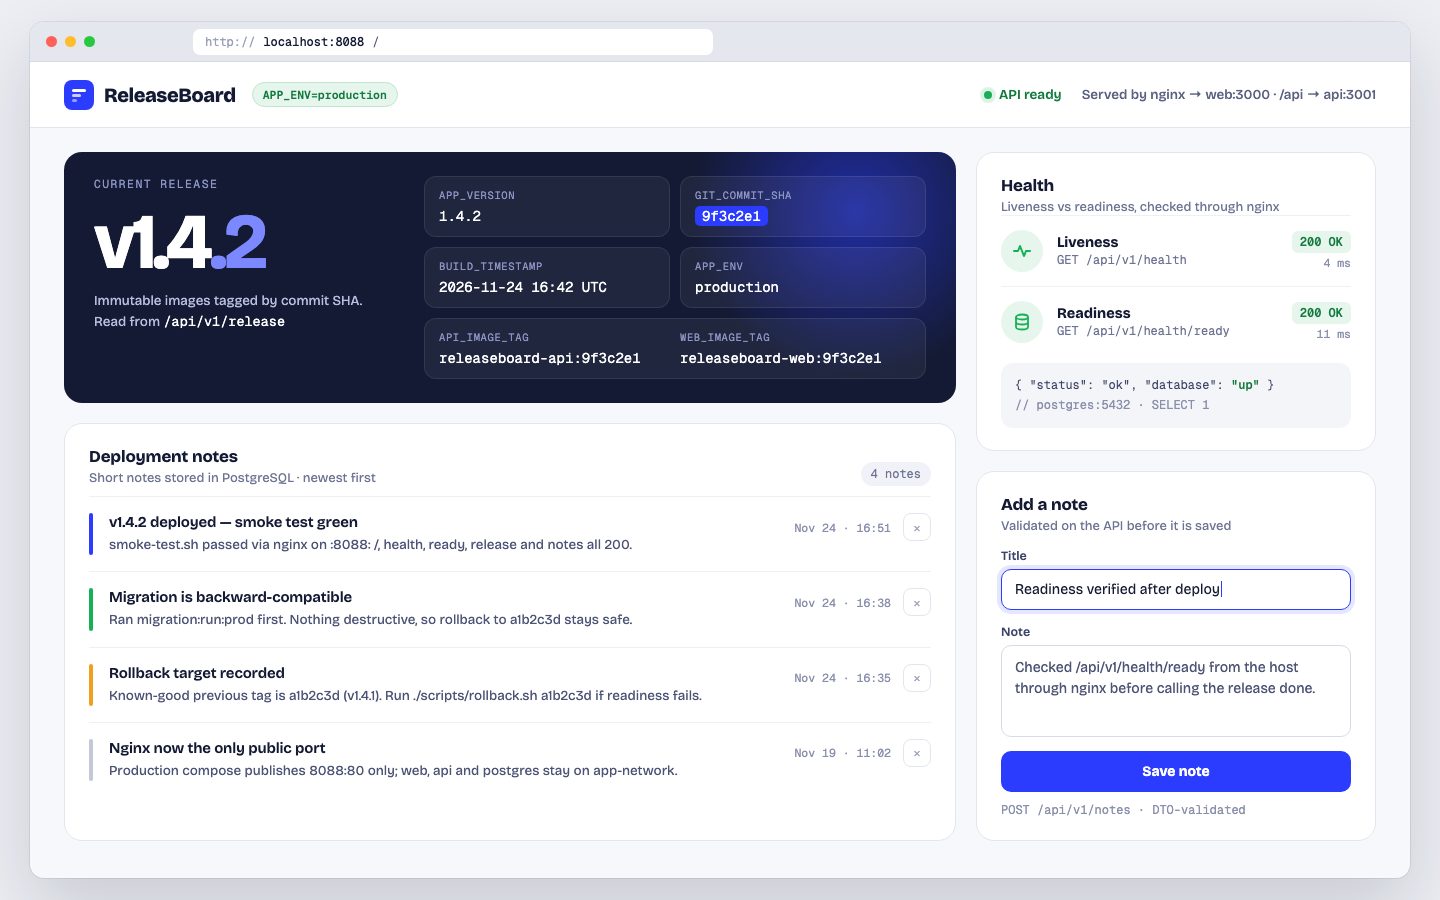 http:// localhost:8088 /
ReleaseBoard
APP_ENV=production
API ready
Served by nginx → web:3000 · /api → api:3001
CURRENT RELEASE
v1.4.2
Immutable images tagged by commit SHA.
Read from /api/v1/release
APP_VERSION
1.4.2
GIT_COMMIT_SHA
9f3c2e1
BUILD_TIMESTAMP
2026-11-24 16:42 UTC
APP_ENV
production
API_IMAGE_TAG
releaseboard-api:9f3c2e1
WEB_IMAGE_TAG
releaseboard-web:9f3c2e1
Deployment notes
Short notes stored in PostgreSQL · newest first
4 notes
v1.4.2 deployed — smoke test green
smoke-test.sh passed via nginx on :8088: /, health, ready, release and notes all 200.
Nov 24 · 16:51
×
Migration is backward-compatible
Ran migration:run:prod first. Nothing destructive, so rollback to a1b2c3d stays safe.
Nov 24 · 16:38
×
Rollback target recorded
Known-good previous tag is a1b2c3d (v1.4.1). Run ./scripts/rollback.sh a1b2c3d if readiness fails.
Nov 24 · 16:35
×
Nginx now the only public port
Production compose publishes 8088:80 only; web, api and postgres stay on app-network.
Nov 19 · 11:02
×
Health
Liveness vs readiness, checked through nginx
Liveness
GET /api/v1/health
200 OK
4 ms
Readiness
GET /api/v1/health/ready
200 OK
11 ms
{ "status": "ok", "database": "up" }
// postgres:5432 · SELECT 1
Add a note
Validated on the API before it is saved
Title
Readiness verified after deploy
Note
Checked /api/v1/health/ready from the host
through nginx before calling the release done.
Save note
POST /api/v1/notes · DTO-validated